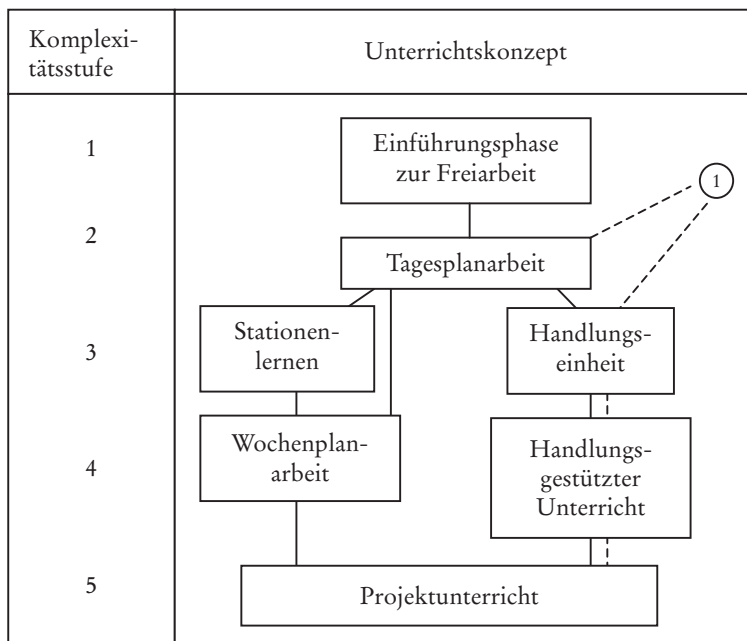 Komplexi-
tätsstufe
Unterrichtskonzept
1
Einführungsphase
zur Freiarbeit
1
2
Tagesplanarbeit
3
Stationen-
lernen
Handlungs-
einheit
4
Wochenplan-
arbeit
Handlungs-
gestützter
Unterricht
5
Projektunterricht